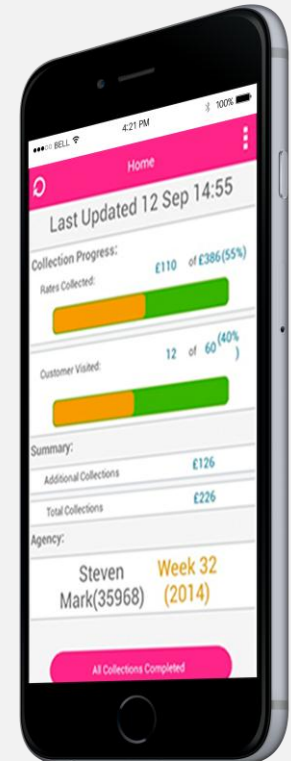 ●●●○○ BELL 4:21 PM 100%
Home
Last Updated 12 Sep 14:55
Collection Progress:
Rates Collected: £110 of £386(55%)
Customer Visited: 12 of 60 (40%
)
Summary:
Additional Collections £126
Total Collections £226
Agency:
Steven Week 32
Mark(35968) (2014)
All Collections Completed